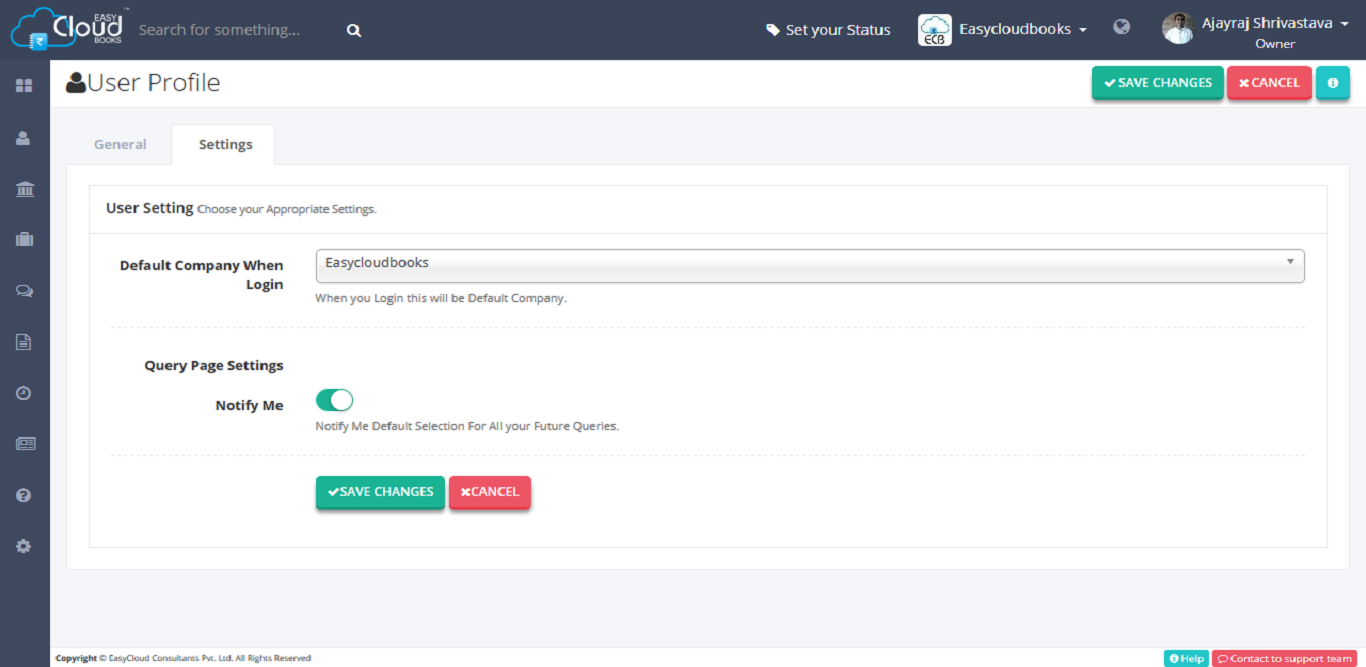 EASY
Cloud
BOOKS
™
Search for something...
Set your Status
ECB
Easycloudbooks
Ajayraj Shrivastava
Owner
User Profile
SAVE CHANGES
CANCEL
General
Settings
User Setting Choose your Appropriate Settings.
Default Company When
Login
Easycloudbooks
When you Login this will be Default Company.
Query Page Settings
Notify Me
Notify Me Default Selection For All your Future Queries.
SAVE CHANGES
CANCEL
Copyright © EasyCloud Consultants Pvt. Ltd. All Rights Reserved
Help
Contact to support team